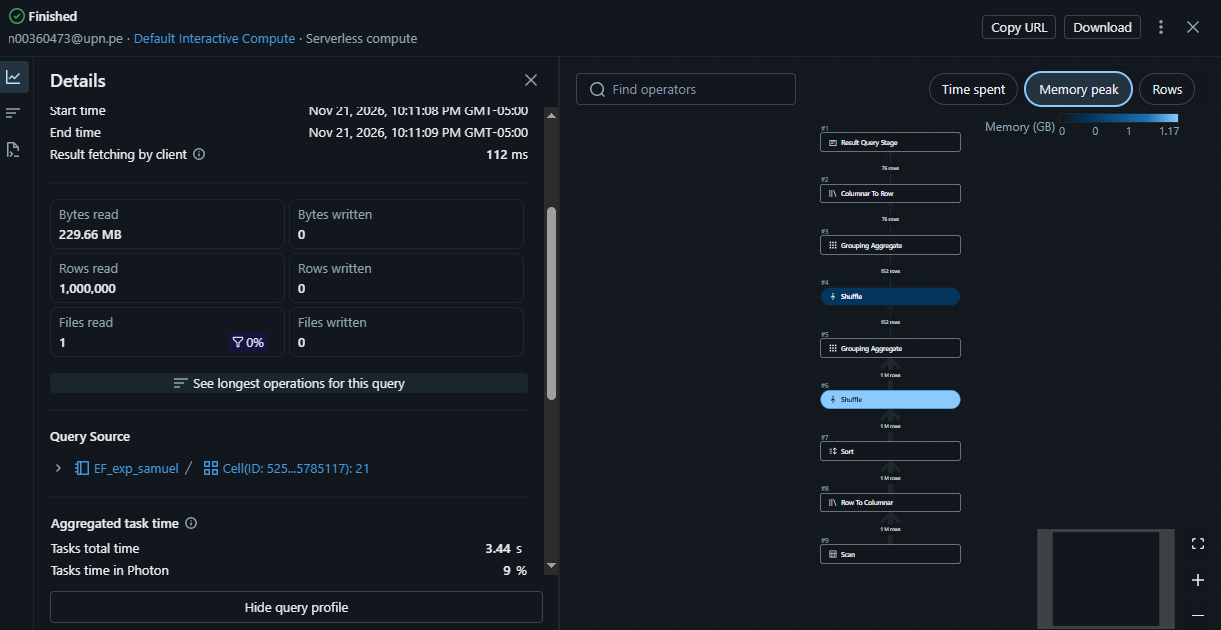 Finished
n00360473@upn.pe · Default Interactive Compute · Serverless compute
Copy URL
Download
Details
Start time Nov 21, 2026, 10:11:08 PM GMT-05:00
End time Nov 21, 2026, 10:11:09 PM GMT-05:00
Result fetching by client 112 ms
Bytes read
229.66 MB
Bytes written
0
Rows read
1,000,000
Rows written
0
Files read
1 0%
Files written
0
See longest operations for this query
Query Source
EF_exp_samuel / Cell(ID: 525...5785117): 21
Aggregated task time
Tasks total time 3.44 s
Tasks time in Photon 9 %
Hide query profile
Find operators
Time spent
Memory peak
Rows
Memory (GB) 0 0 1 1.17
#1
Result Query Stage
76 rows
#2
Columnar To Row
76 rows
#3
Grouping Aggregate
152 rows
#4
Shuffle
152 rows
#5
Grouping Aggregate
1 M rows
#6
Shuffle
1 M rows
#7
Sort
1 M rows
#8
Row To Columnar
1 M rows
#9
Scan